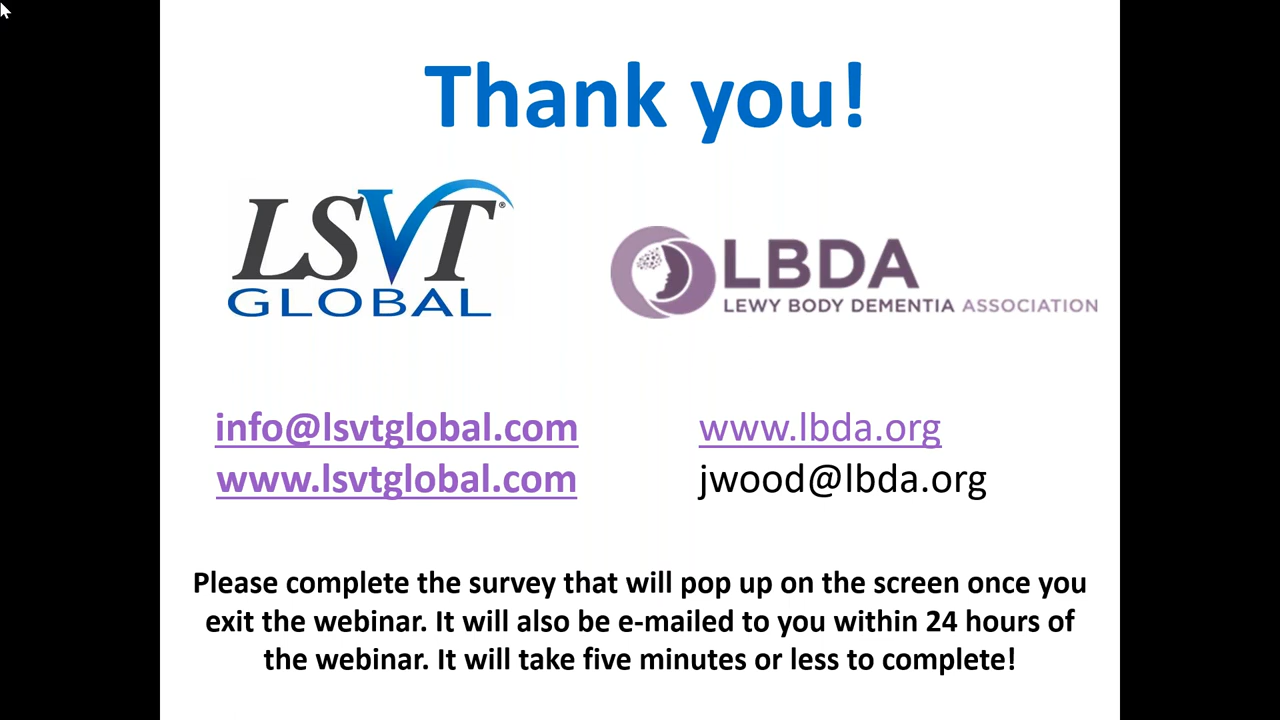 Thank you!
LSVT®
GLOBAL
LBDA
LEWY BODY DEMENTIA ASSOCIATION
info@lsvtglobal.com
www.lsvtglobal.com
www.lbda.org
jwood@lbda.org
Please complete the survey that will pop up on the screen once you
exit the webinar. It will also be e-mailed to you within 24 hours of
the webinar. It will take five minutes or less to complete!